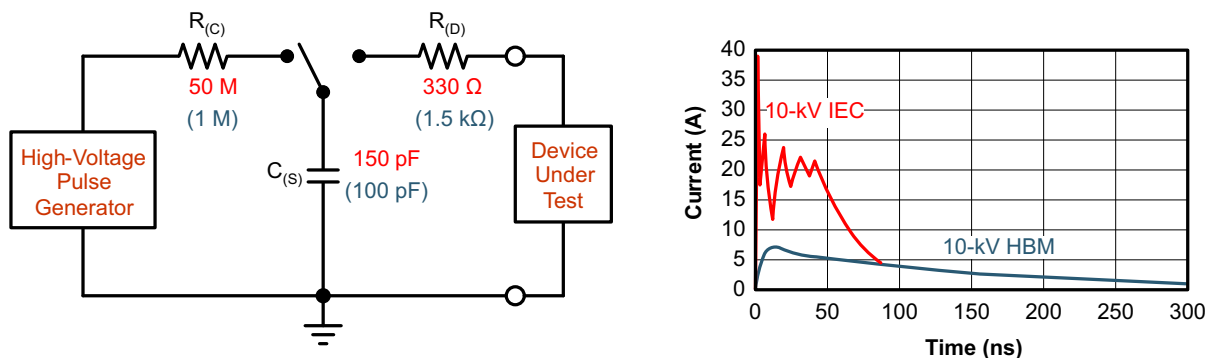 R(C)
R(D)
50 M
(1 M)
330 Ω
(1.5 kΩ)
High-Voltage
Pulse
Generator
C(S)
150 pF
(100 pF)
Device
Under
Test
Current (A)
40
35
30
25
20
15
10
5
0
10-kV IEC
10-kV HBM
0
50
100
150
200
250
300
Time (ns)